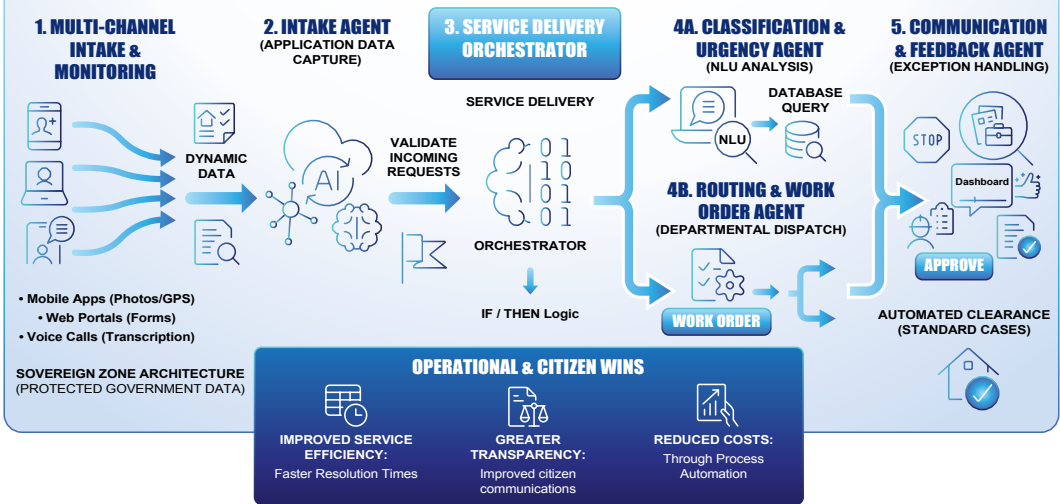 1. MULTI-CHANNEL
INTAKE &
MONITORING
DYNAMIC
DATA
• Mobile Apps (Photos/GPS)
• Web Portals (Forms)
• Voice Calls (Transcription)
SOVEREIGN ZONE ARCHITECTURE
(PROTECTED GOVERNMENT DATA)
2. INTAKE AGENT
(APPLICATION DATA
CAPTURE)
AI
VALIDATE
INCOMING
REQUESTS
3. SERVICE DELIVERY
ORCHESTRATOR
SERVICE DELIVERY
01
10
01
01
ORCHESTRATOR
IF / THEN Logic
4A. CLASSIFICATION &
URGENCY AGENT
(NLU ANALYSIS)
NLU
DATABASE
QUERY
4B. ROUTING & WORK
ORDER AGENT
(DEPARTMENTAL DISPATCH)
WORK ORDER
5. COMMUNICATION
& FEEDBACK AGENT
(EXCEPTION HANDLING)
STOP
Dashboard
APPROVE
AUTOMATED CLEARANCE
(STANDARD CASES)
OPERATIONAL & CITIZEN WINS
IMPROVED SERVICE
EFFICIENCY:
Faster Resolution Times
GREATER
TRANSPARENCY:
Improved citizen
communications
REDUCED COSTS:
Through Process
Automation